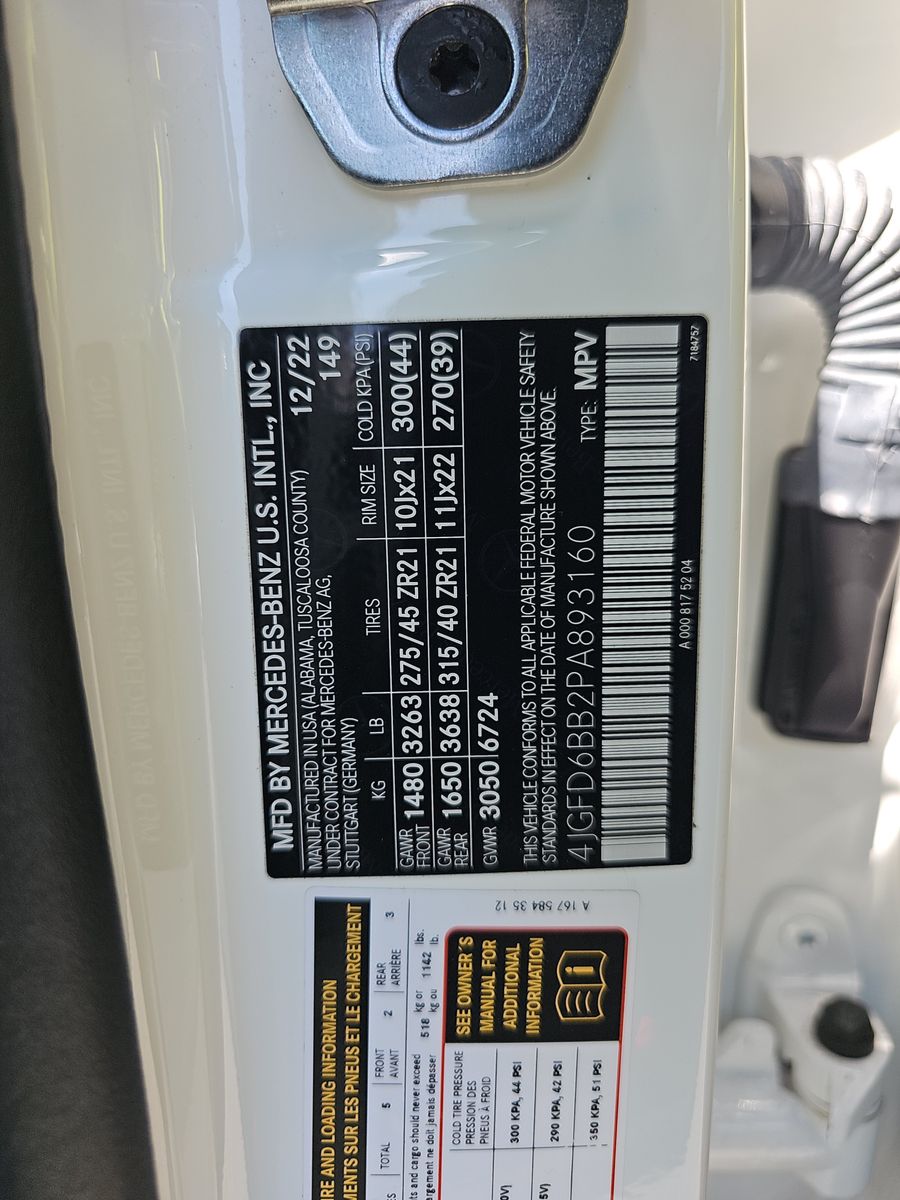 MFD BY MERCEDES-BENZ U.S. INTL., INC
MANUFACTURED IN USA (ALABAMA, TUSCALOOSA COUNTY) 12/22
UNDER CONTRACT FOR MERCEDES-BENZ AG, 149
STUTTGART (GERMANY)
KG LB TIRES RIM SIZE COLD KPA(PSI)
GAWR FRONT 1480 3263 275/45 ZR21 10Jx21 300(44)
GAWR REAR 1650 3638 315/40 ZR21 11Jx22 270(39)
GVWR 3050 6724
THIS VEHICLE CONFORMS TO ALL APPLICABLE FEDERAL MOTOR VEHICLE SAFETY
STANDARDS IN EFFECT ON THE DATE OF MANUFACTURE SHOWN ABOVE.
4JGFD6BB2PA893160 TYPE: MPV
A 000 817 52 04 7184757
A 167 584 35 12
AND LOADING INFORMATION
SUR LES PNEUS ET LE CHARGEMENT
TOTAL 5 FRONT AVANT 2 REAR ARRIÈRE 3
and cargo should never exceed 518 kg or 1142 lbs.
ne doit jamais dépasser kg ou lb.
COLD TIRE PRESSURE
PRESSION DES
PNEUS À FROID
300 KPA, 44 PSI
290 KPA, 42 PSI
350 KPA, 51 PSI
SEE OWNER'S
MANUAL FOR
ADDITIONAL
INFORMATION
i